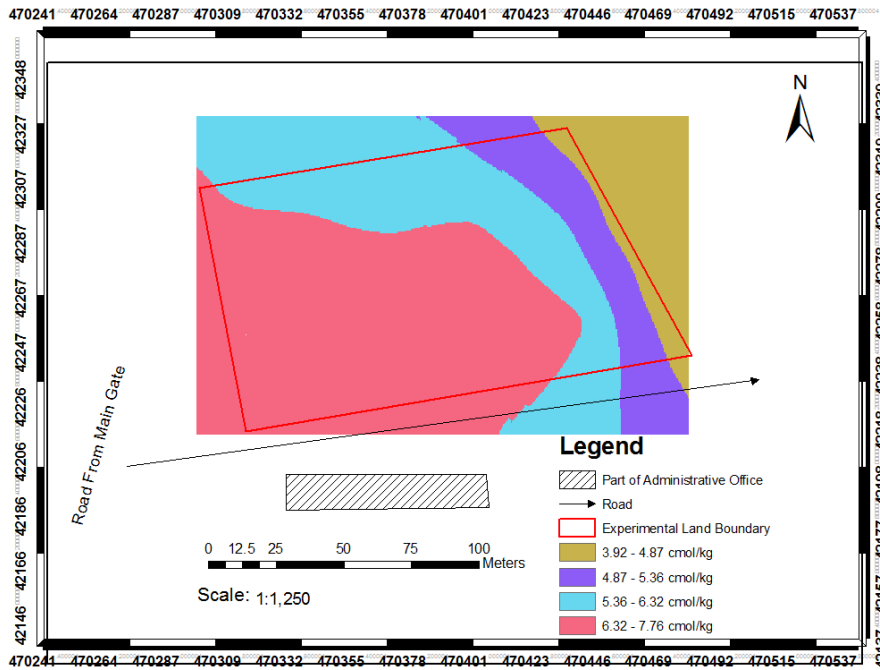 470241 470264 470287 470309 470332 470355 470378 470401 470423 470446 470469 470492 470515 470537
42348
42327
42307
42287
42267
42247
42226
42206
42186
42166
42146
N
Road From Main Gate
0 12.5 25 50 75 100
Meters
Scale: 1:1,250
Legend
Part of Administrative Office
Road
Experimental Land Boundary
3.92 - 4.87 cmol/kg
4.87 - 5.36 cmol/kg
5.36 - 6.32 cmol/kg
6.32 - 7.76 cmol/kg
470241 470264 470287 470309 470332 470355 470378 470401 470423 470446 470469 470492 470515 470537